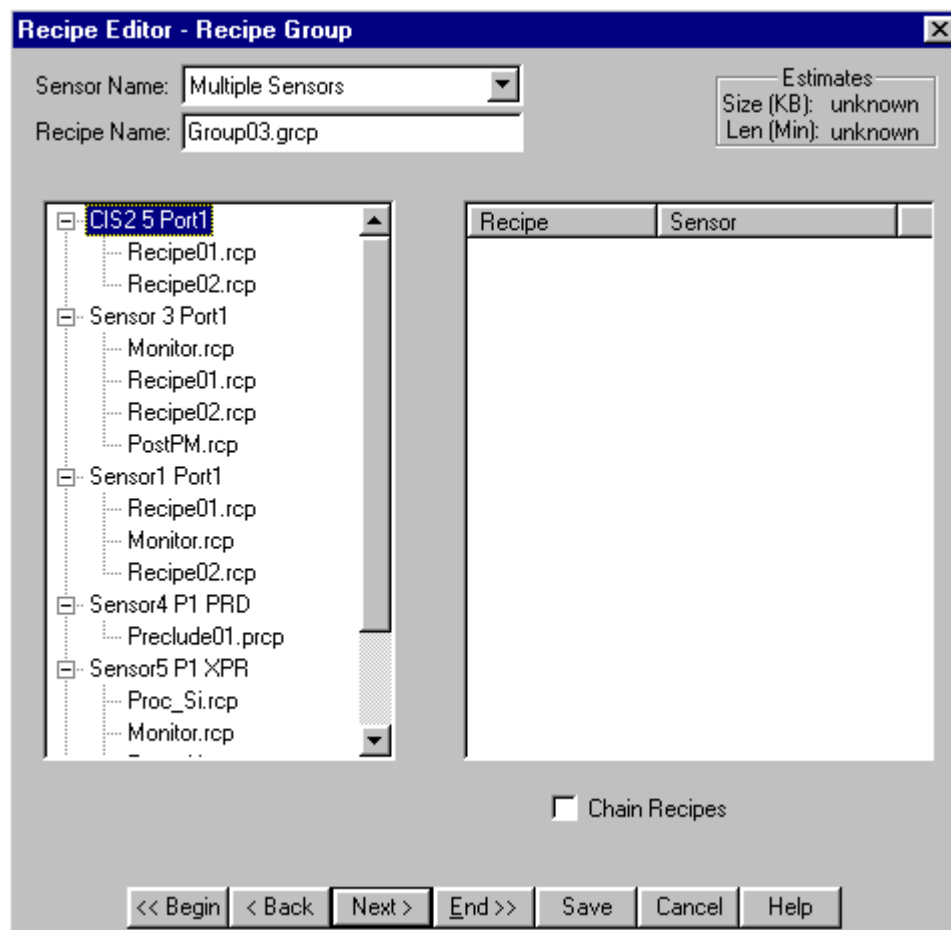 Recipe Editor - Recipe Group
Sensor Name: Multiple Sensors
Recipe Name: Group03.grcp
Estimates
Size (KB): unknown
Len (Min): unknown
CIS2 5 Port1
Recipe01.rcp
Recipe02.rcp
Sensor 3 Port1
Monitor.rcp
Recipe01.rcp
Recipe02.rcp
PostPM.rcp
Sensor1 Port1
Recipe01.rcp
Monitor.rcp
Recipe02.rcp
Sensor4 P1 PRD
Preclude01.prcp
Sensor5 P1 XPR
Proc_Si.rcp
Monitor.rcp
Recipe Sensor
Chain Recipes
<< Begin < Back Next > End >> Save Cancel Help